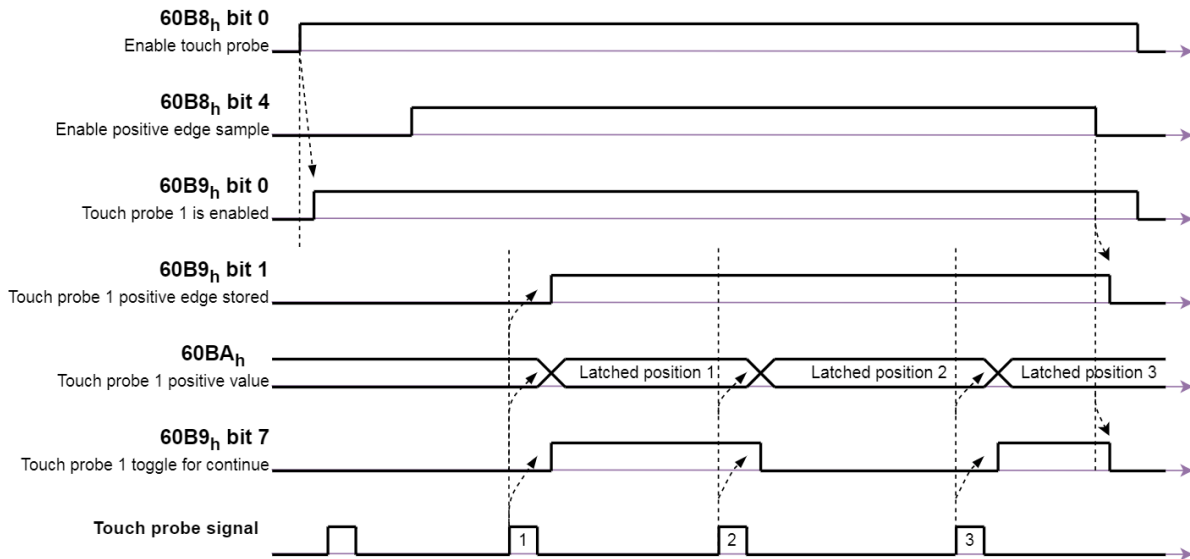 60B8h bit 0
Enable touch probe
60B8h bit 4
Enable positive edge sample
60B9h bit 0
Touch probe 1 is enabled
60B9h bit 1
Touch probe 1 positive edge stored
60BAh
Touch probe 1 positive value
Latched position 1
Latched position 2
Latched position 3
60B9h bit 7
Touch probe 1 toggle for continue
Touch probe signal
1
2
3